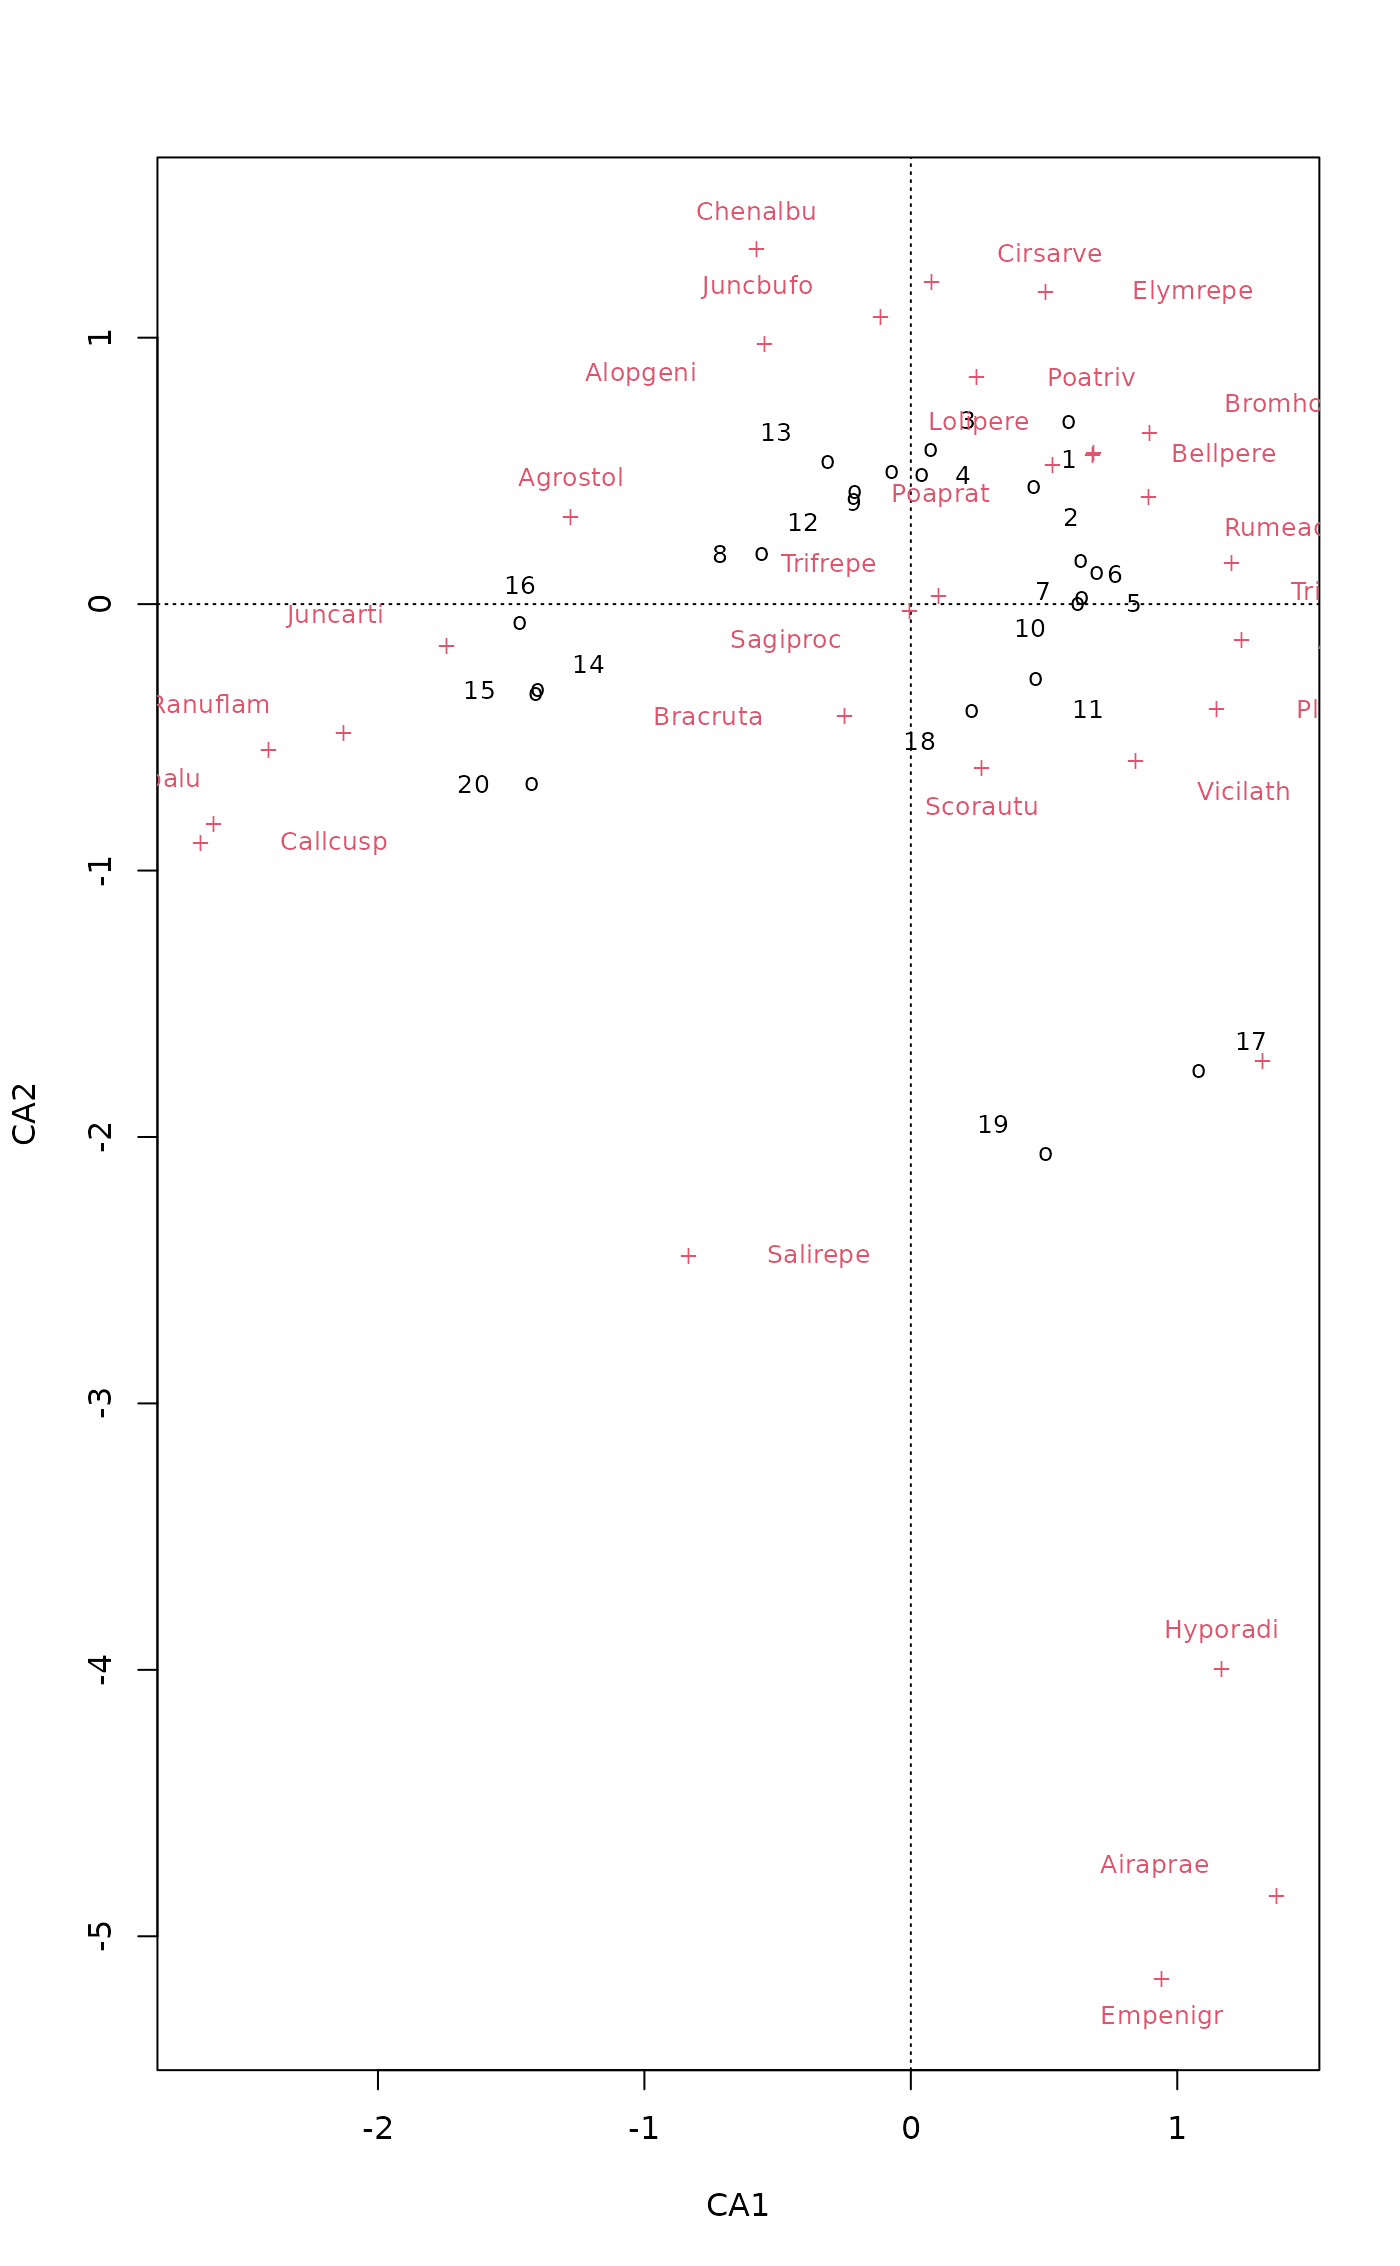 Chenalbu
Cirsarve
Juncbufo
Elymrepe
1
Alopgeni
Poatriv
Bromho
Lolipere
3
13
Bellpere
1
Agrostol
4
Poaprat
9
12
2
Rumeac
8
Trifrepe
16
7
6
5
Tri
0
Juncarti
10
Sagiproc
14
15
Ranuflam
Bracruta
11
Pl
18
20
alu
Vicilath
Scorautu
Callcusp
-1
17
CA2
19
-2
Salirepe
-3
Hyporadi
-4
Airaprae
-5
Empenigr
-2
-1
0
1
CA1